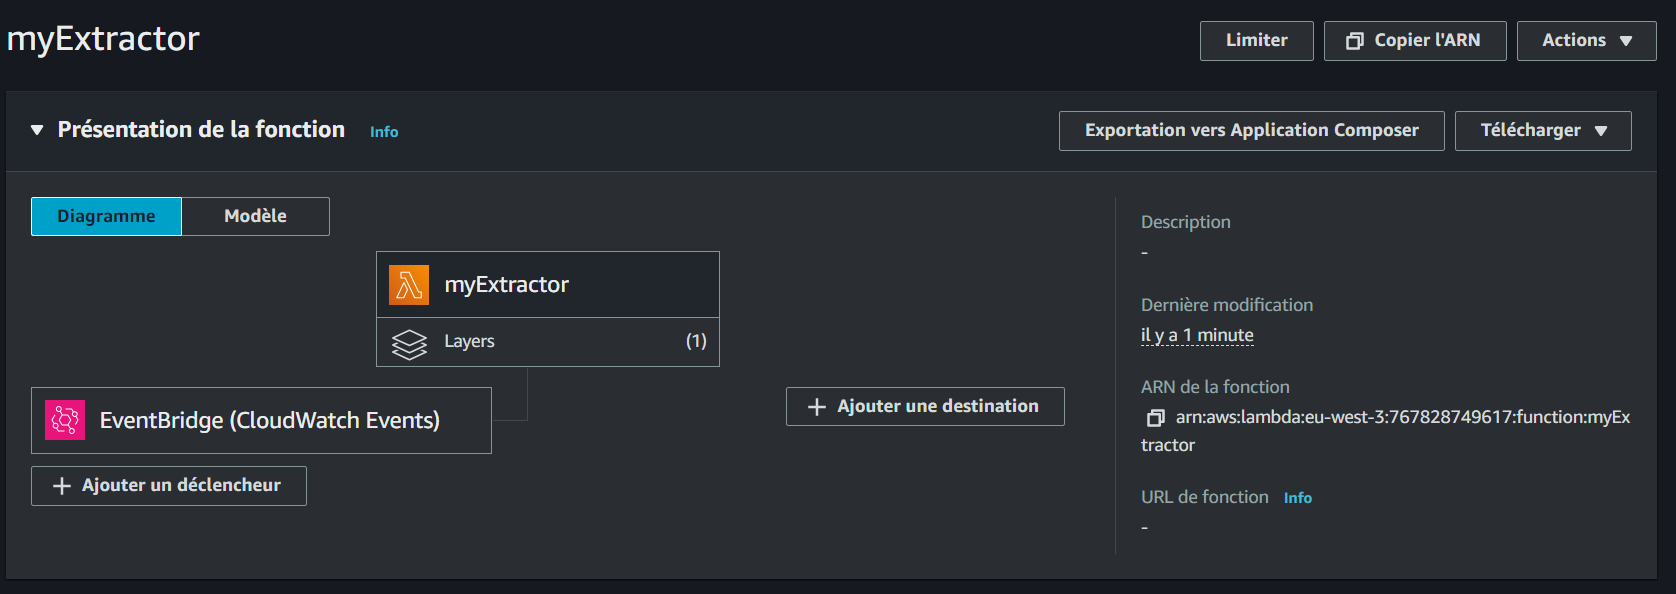 myExtractor
Limiter
Copier l'ARN
Actions
Présentation de la fonction
Info
Exportation vers Application Composer
Télécharger
Diagramme
Modèle
myExtractor
Layers
(1)
EventBridge (CloudWatch Events)
Ajouter un déclencheur
Ajouter une destination
Description
-
Dernière modification
il y a 1 minute
ARN de la fonction
arn:aws:lambda:eu-west-3:767828749617:function:myEx
tractor
URL de fonction
Info
-